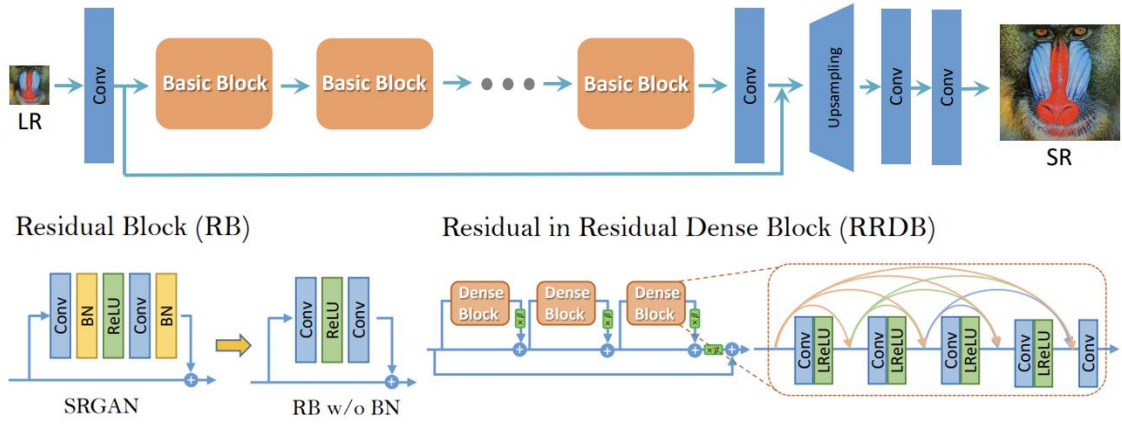 Conv
Basic Block
Basic Block
Basic Block
Conv
Upsampling
Conv
Conv
LR
SR
Residual Block (RB)
Residual in Residual Dense Block (RRDB)
Conv
BN
ReLU
Conv
BN
SRGAN
Conv
ReLU
Conv
RB w/o BN
Dense
Block
×β
Dense
Block
×β
Dense
Block
×β
×β
Conv
LReLU
Conv
LReLU
Conv
LReLU
Conv
LReLU
Conv